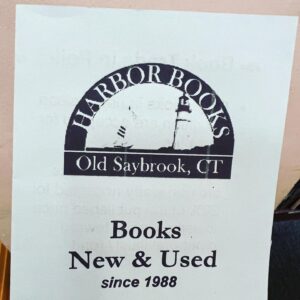 HARBOR BOOKS
Old Saybrook, CT
Books
New & Used
since 1988